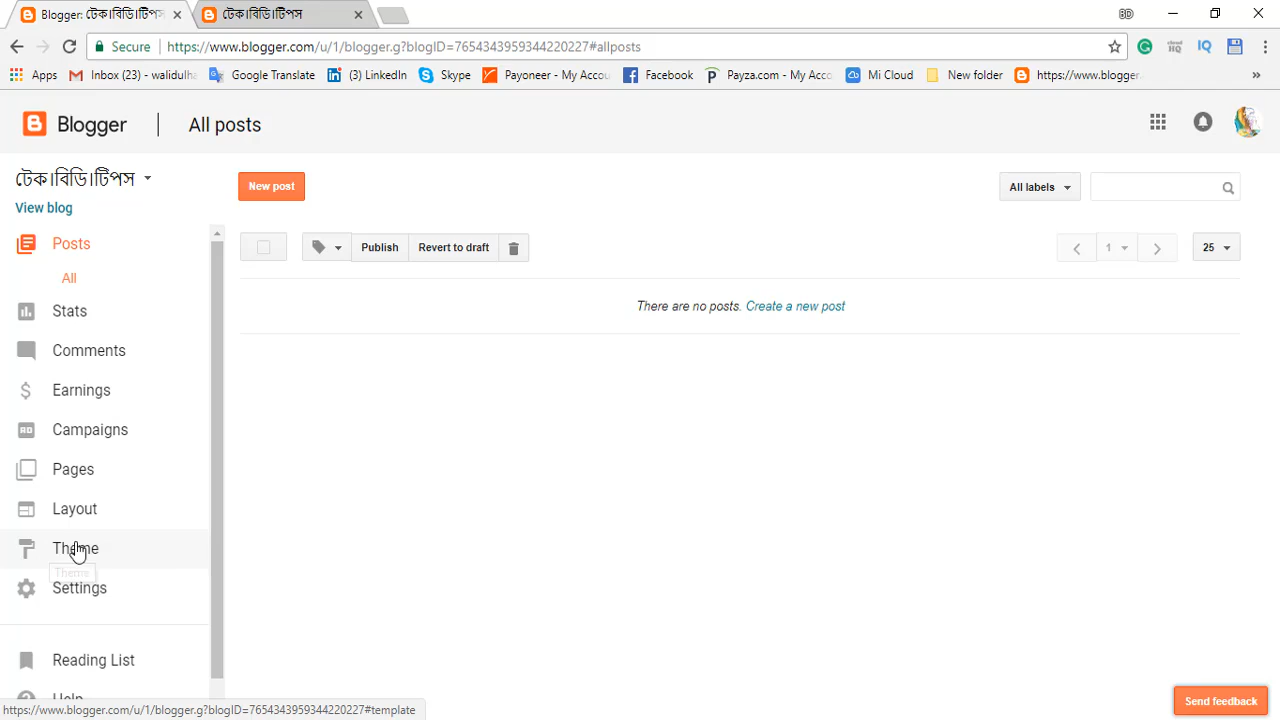 Blogger: টেক।বিডি।টিপস
টেক।বিডি।টিপস
BD
Secure
https://www.blogger.com/u/1/blogger.g?blogID=7654343959344220227#allposts
Apps
Inbox (23) - walidulha
Google Translate
(3) LinkedIn
Skype
Payoneer - My Accou
Facebook
Payza.com - My Acco
Mi Cloud
New folder
https://www.blogger
»
Blogger
All posts
টেক।বিডি।টিপস
View blog
New post
All labels
Posts
All
Publish
Revert to draft
1
25
There are no posts. Create a new post
Stats
Comments
Earnings
Campaigns
Pages
Layout
Theme
Theme
Settings
Reading List
Help
https://www.blogger.com/u/1/blogger.g?blogID=7654343959344220227#template
Send feedback